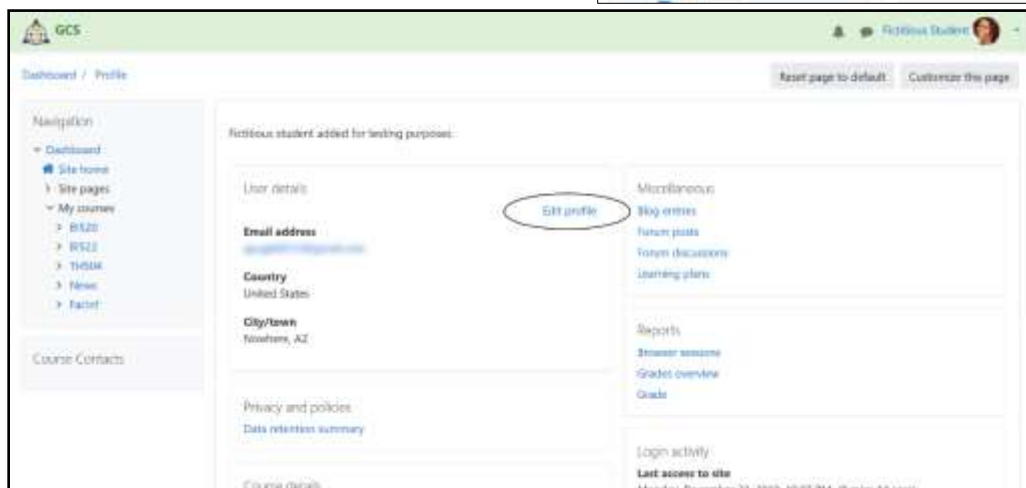 GCS
Fictitious Student
Dashboard / Profile
Reset page to default
Customize this page
Navigation
Dashboard
Site home
Site pages
My courses
BIS20
TH504
News
Fictitious student added for testing purposes.
User details
Edit profile
Email address
Country
United States
City/town
Nowhere, AZ
Privacy and policies
Data retention summary
Course details
Miscellaneous
Blog entries
Forum posts
Forum discussions
Learning plans
Reports
Browser sessions
Grades overview
Grade
Login activity
Last access to site
Course Contacts